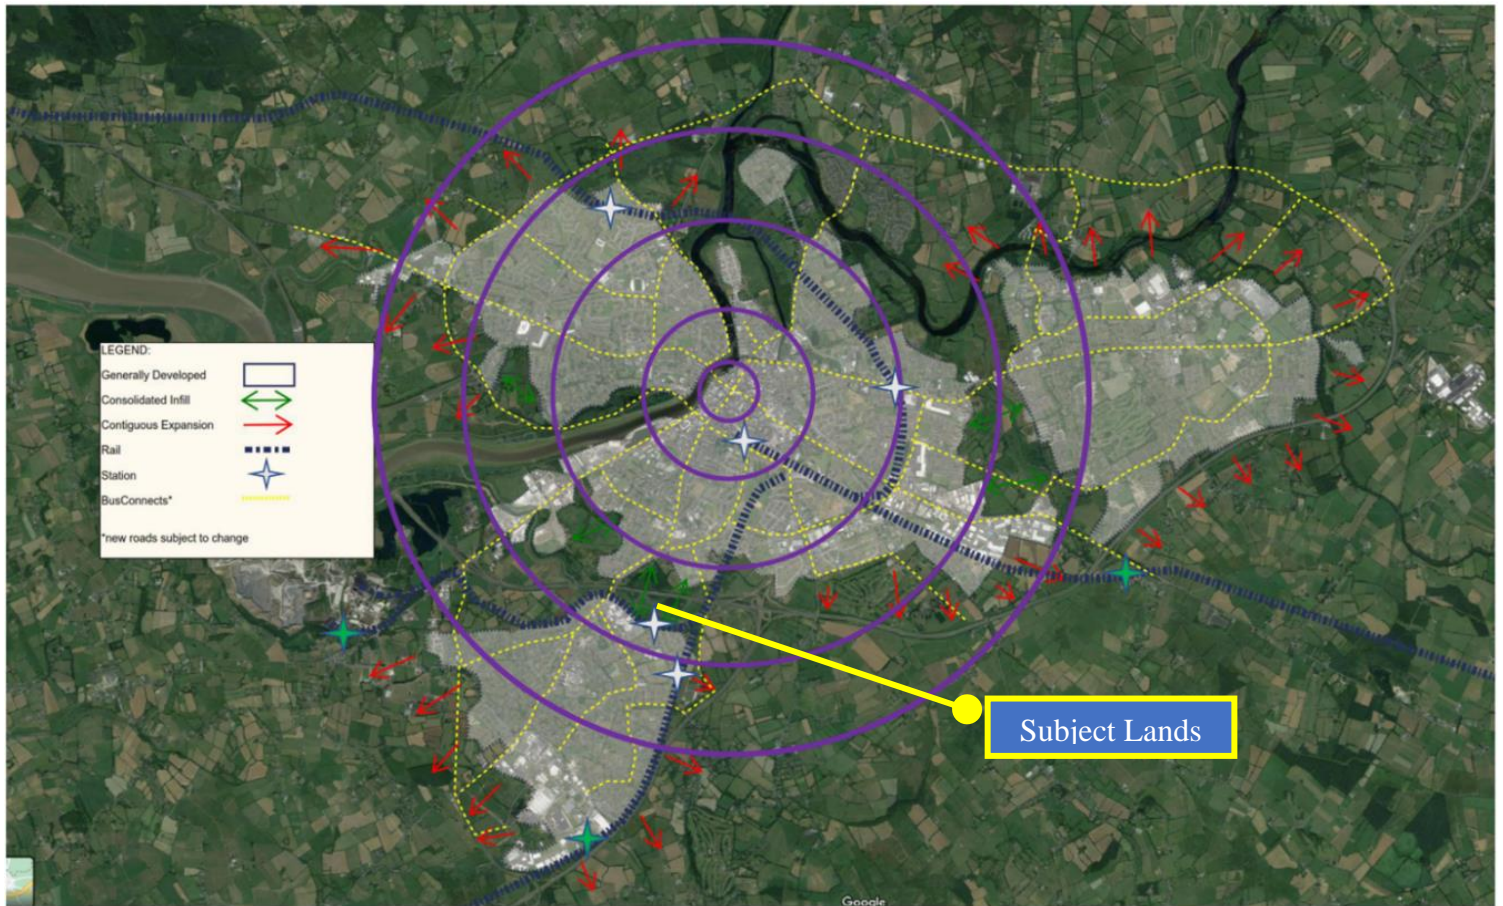 LEGEND:
Generally Developed
Consolidated Infill
Contiguous Expansion
Rail
Station
BusConnects*
*new roads subject to change
Subject Lands
Google